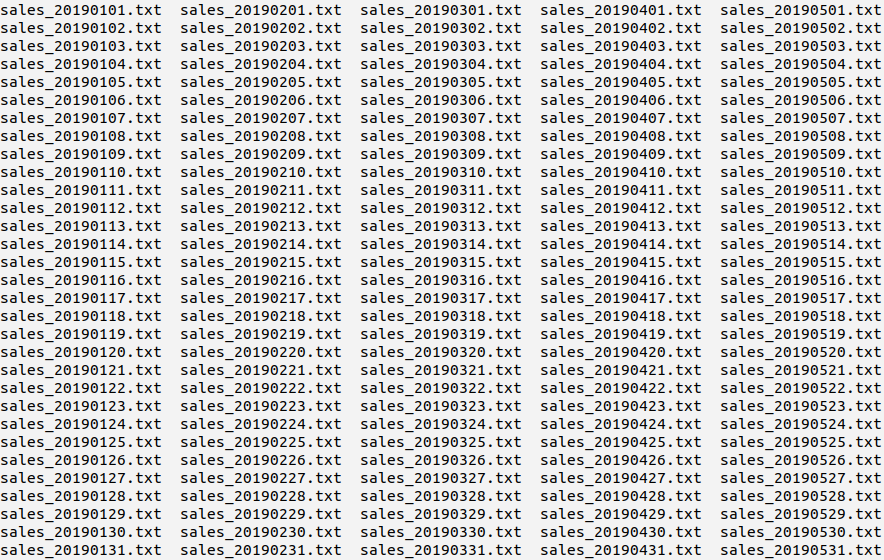 sales_20190101.txt  sales_20190201.txt  sales_20190301.txt  sales_20190401.txt  sales_20190501.txt
sales_20190102.txt  sales_20190202.txt  sales_20190302.txt  sales_20190402.txt  sales_20190502.txt
sales_20190103.txt  sales_20190203.txt  sales_20190303.txt  sales_20190403.txt  sales_20190503.txt
sales_20190104.txt  sales_20190204.txt  sales_20190304.txt  sales_20190404.txt  sales_20190504.txt
sales_20190105.txt  sales_20190205.txt  sales_20190305.txt  sales_20190405.txt  sales_20190505.txt
sales_20190106.txt  sales_20190206.txt  sales_20190306.txt  sales_20190406.txt  sales_20190506.txt
sales_20190107.txt  sales_20190207.txt  sales_20190307.txt  sales_20190407.txt  sales_20190507.txt
sales_20190108.txt  sales_20190208.txt  sales_20190308.txt  sales_20190408.txt  sales_20190508.txt
sales_20190109.txt  sales_20190209.txt  sales_20190309.txt  sales_20190409.txt  sales_20190509.txt
sales_20190110.txt  sales_20190210.txt  sales_20190310.txt  sales_20190410.txt  sales_20190510.txt
sales_20190111.txt  sales_20190211.txt  sales_20190311.txt  sales_20190411.txt  sales_20190511.txt
sales_20190112.txt  sales_20190212.txt  sales_20190312.txt  sales_20190412.txt  sales_20190512.txt
sales_20190113.txt  sales_20190213.txt  sales_20190313.txt  sales_20190413.txt  sales_20190513.txt
sales_20190114.txt  sales_20190214.txt  sales_20190314.txt  sales_20190414.txt  sales_20190514.txt
sales_20190115.txt  sales_20190215.txt  sales_20190315.txt  sales_20190415.txt  sales_20190515.txt
sales_20190116.txt  sales_20190216.txt  sales_20190316.txt  sales_20190416.txt  sales_20190516.txt
sales_20190117.txt  sales_20190217.txt  sales_20190317.txt  sales_20190417.txt  sales_20190517.txt
sales_20190118.txt  sales_20190218.txt  sales_20190318.txt  sales_20190418.txt  sales_20190518.txt
sales_20190119.txt  sales_20190219.txt  sales_20190319.txt  sales_20190419.txt  sales_20190519.txt
sales_20190120.txt  sales_20190220.txt  sales_20190320.txt  sales_20190420.txt  sales_20190520.txt
sales_20190121.txt  sales_20190221.txt  sales_20190321.txt  sales_20190421.txt  sales_20190521.txt
sales_20190122.txt  sales_20190222.txt  sales_20190322.txt  sales_20190422.txt  sales_20190522.txt
sales_20190123.txt  sales_20190223.txt  sales_20190323.txt  sales_20190423.txt  sales_20190523.txt
sales_20190124.txt  sales_20190224.txt  sales_20190324.txt  sales_20190424.txt  sales_20190524.txt
sales_20190125.txt  sales_20190225.txt  sales_20190325.txt  sales_20190425.txt  sales_20190525.txt
sales_20190126.txt  sales_20190226.txt  sales_20190326.txt  sales_20190426.txt  sales_20190526.txt
sales_20190127.txt  sales_20190227.txt  sales_20190327.txt  sales_20190427.txt  sales_20190527.txt
sales_20190128.txt  sales_20190228.txt  sales_20190328.txt  sales_20190428.txt  sales_20190528.txt
sales_20190129.txt  sales_20190229.txt  sales_20190329.txt  sales_20190429.txt  sales_20190529.txt
sales_20190130.txt  sales_20190230.txt  sales_20190330.txt  sales_20190430.txt  sales_20190530.txt
sales_20190131.txt  sales_20190231.txt  sales_20190331.txt  sales_20190431.txt  sales_20190531.txt